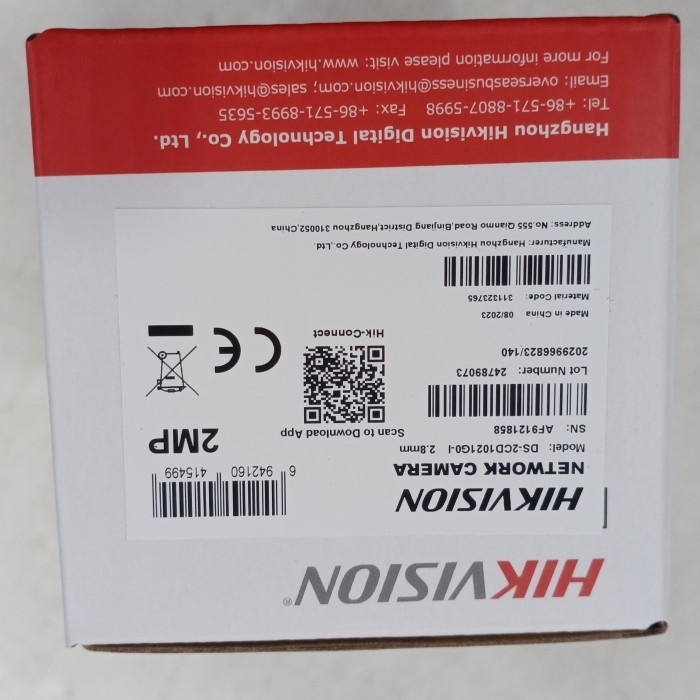 HIKVISION®
HIKVISION
NETWORK CAMERA
Model: DS-2CD1021G0-I 2.8mm
SN: AF9121858
Lot Number: 24789073
2029966823/140
Made in China 08/2023
Material Code: 311323765
Manufacturer: Hangzhou Hikvision Digital Technology Co.,Ltd.
Address: No.555 Qianmo Road,Binjiang District,Hangzhou 310052,China
6 942160 415499
2MP
Scan to Download App
Hik-Connect
CE
Hangzhou Hikvision Digital Technology Co., Ltd.
Tel: +86-571-8807-5998 Fax: +86-571-8993-5635
Email: overseasbusiness@hikvision.com; sales@hikvision.com
For more information please visit: www.hikvision.com